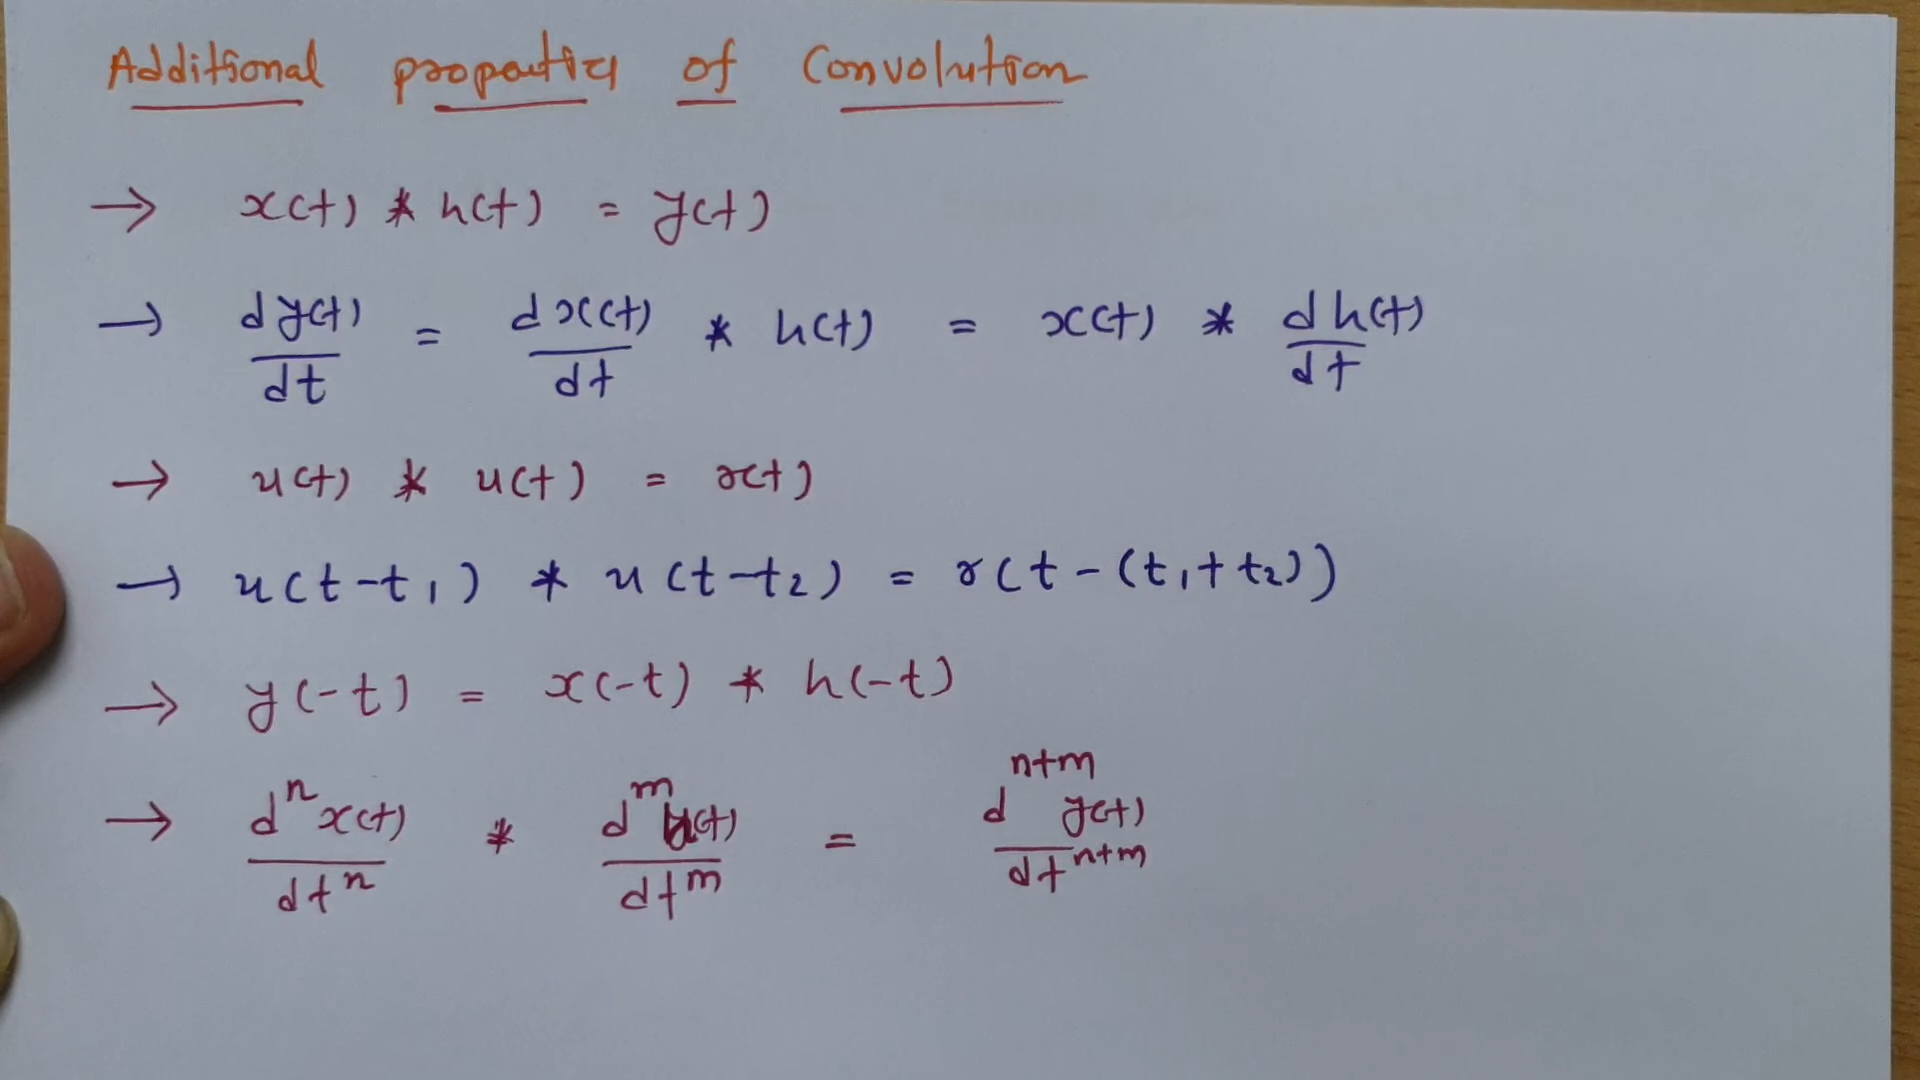 Additional properties of Convolution
→ x(t) * h(t) = y(t)
→ dy(t)/dt = dx(t)/dt * h(t) = x(t) * dh(t)/dt
→ u(t) * u(t) = r(t)
→ u(t-t₁) * u(t-t₂) = r(t-(t₁+t₂))
→ y(-t) = x(-t) * h(-t)
→ dⁿx(t)/dtⁿ * dᵐh(t)/dtᵐ = dⁿ⁺ᵐy(t)/dtⁿ⁺ᵐ